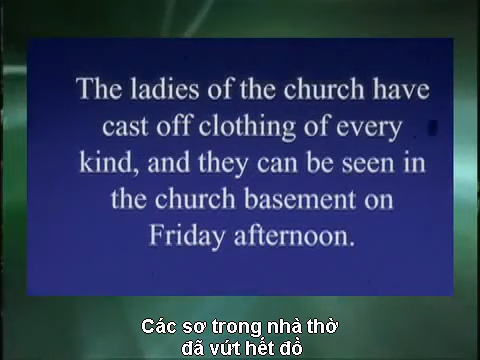 The ladies of the church have
cast off clothing of every
kind, and they can be seen in
the church basement on
Friday afternoon.
Các sơ trong nhà thờ
đã vứt hết đồ